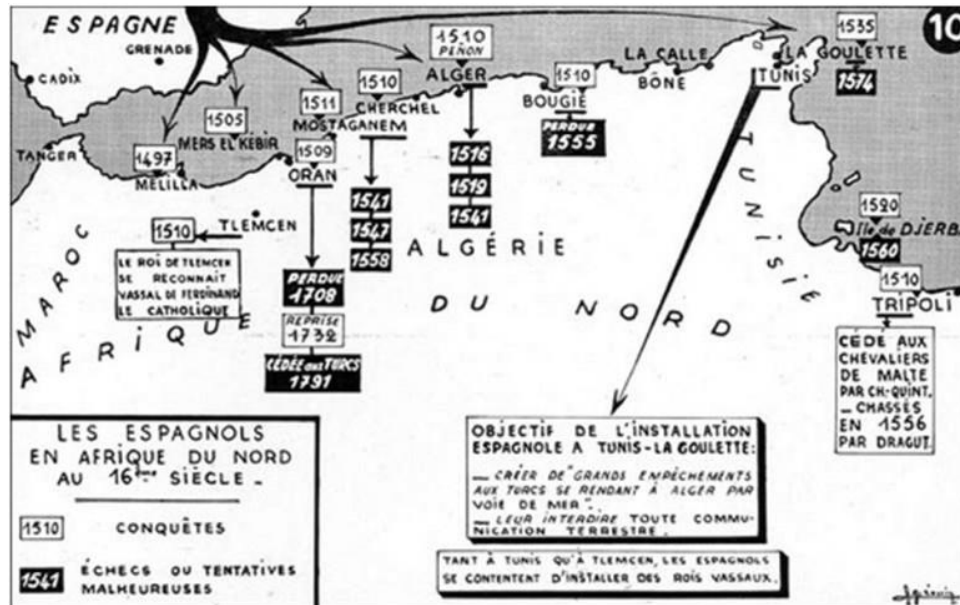 10
ESPAGNE
GRENADE
CADIX
TANGER
1497
MELILLA
1505
MERS EL KÉBIR
1511
MOSTAGANEM
1509
ORAN
PERDUE
1708
REPRISE
1732
CÉDÉE AUX TURCS
1791
1510
CHERCHEL
1541
1547
1558
1510
PEÑON
ALGER
1516
1519
1541
1510
BOUGIE
PERDUE
1555
BÔNE
LA CALLE
1535
LA GOULETTE
1574
TUNIS
TUNISIE
1520
Ile de DJERBA
1560
1510
TRIPOLI
CÉDÉ AUX
CHEVALIERS
DE MALTE
PAR CH.-QUINT.
_ CHASSÉS
EN 1556
PAR DRAGUT.
TLEMCEN
1510
LE ROI DE TLEMCEN
SE RECONNAIT
VASSAL DE FERDINAND
LE CATHOLIQUE
MAROC
ALGÉRIE
AFRIQUE DU NORD
LES ESPAGNOLS
EN AFRIQUE DU NORD
AU 16ème SIÈCLE _
1510 CONQUÊTES
1541 ÉCHECS OU TENTATIVES
MALHEUREUSES
OBJECTIF DE L'INSTALLATION
ESPAGNOLE A TUNIS-LA GOULETTE:
_ CRÉER DE "GRANDS EMPÊCHEMENTS
AUX TURCS SE RENDANT À ALGER PAR
VOIE DE MER".
_ LEUR INTERDIRE TOUTE COMMU-
NICATION TERRESTRE.
TANT À TUNIS QU'À TLEMCEN, LES ESPAGNOLS
SE CONTENTENT D'INSTALLER DES ROIS VASSAUX.